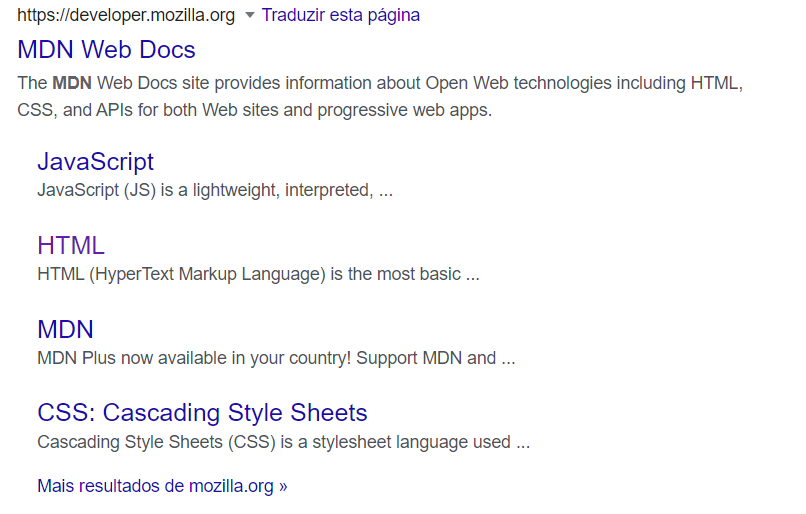 https://developer.mozilla.org Traduzir esta página
MDN Web Docs
The MDN Web Docs site provides information about Open Web technologies including HTML,
CSS, and APIs for both Web sites and progressive web apps.
JavaScript
JavaScript (JS) is a lightweight, interpreted, ...
HTML
HTML (HyperText Markup Language) is the most basic ...
MDN
MDN Plus now available in your country! Support MDN and ...
CSS: Cascading Style Sheets
Cascading Style Sheets (CSS) is a stylesheet language used ...
Mais resultados de mozilla.org »